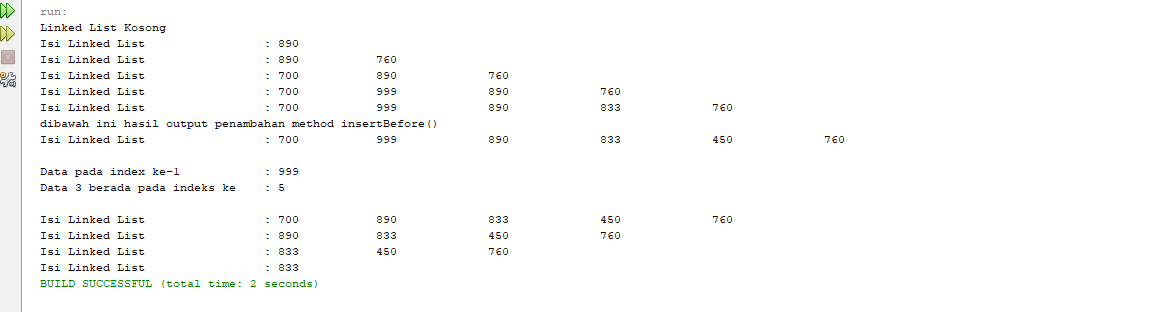 run:
Linked List Kosong
Isi Linked List : 890
Isi Linked List : 890 760
Isi Linked List : 700 890 760
Isi Linked List : 700 999 890 760
Isi Linked List : 700 999 890 833 760
dibawah ini hasil output penambahan method insertBefore()
Isi Linked List : 700 999 890 833 450 760
Data pada index ke-1 : 999
Data 3 berada pada indeks ke : 5
Isi Linked List : 700 890 833 450 760
Isi Linked List : 890 833 450 760
Isi Linked List : 833 450 760
Isi Linked List : 833
BUILD SUCCESSFUL (total time: 2 seconds)